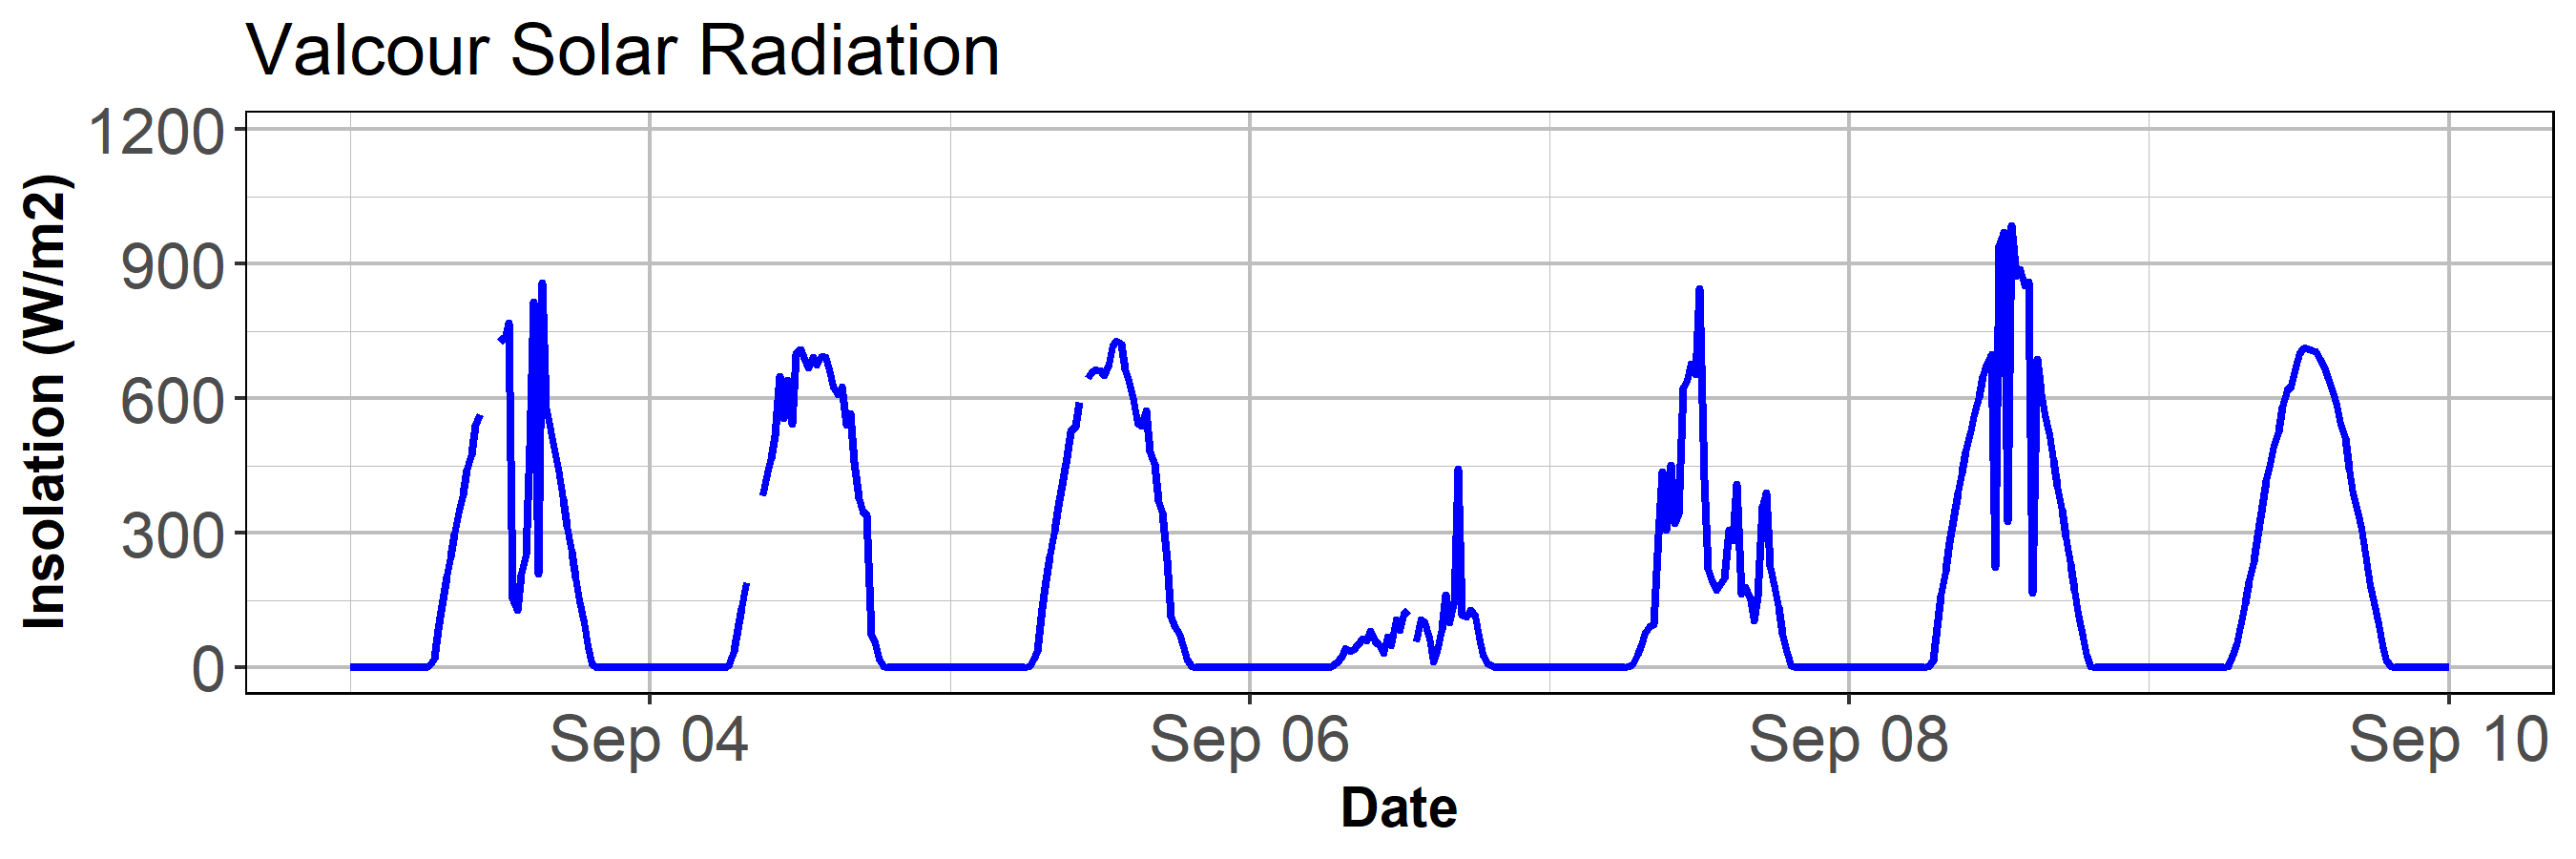 Valcour Solar Radiation
Insolation (W/m2)
1200
900
600
300
0
Sep 04 Sep 06 Sep 08 Sep 10
Date